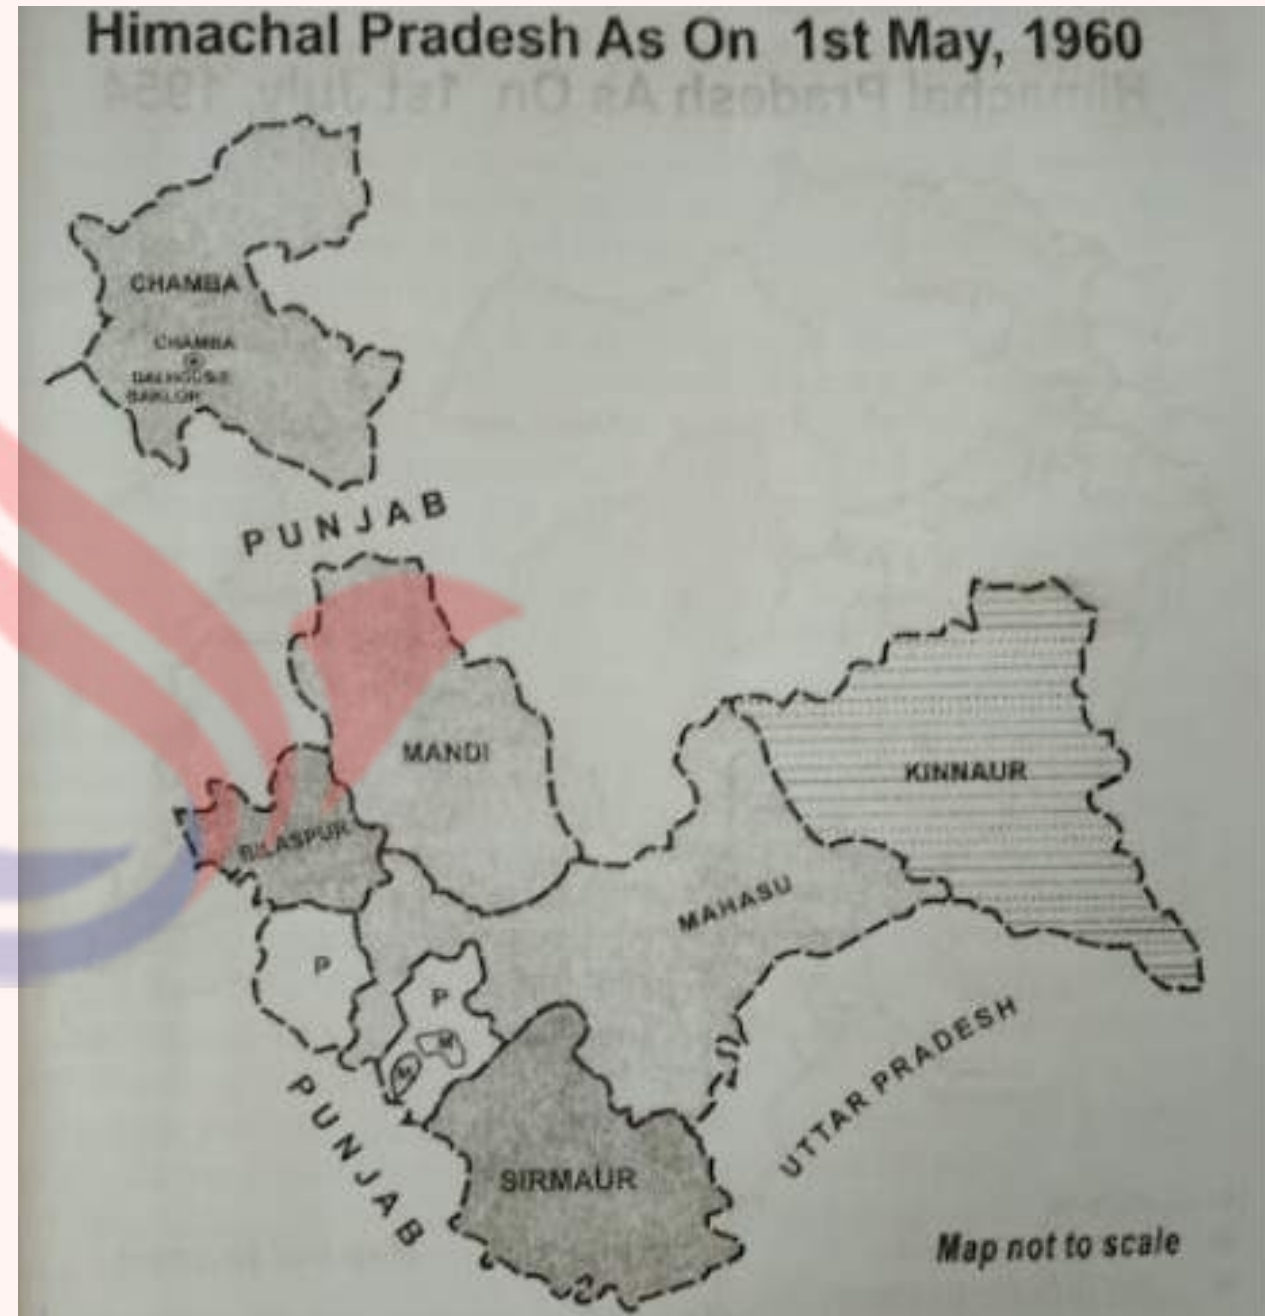 Himachal Pradesh As On 1st May, 1960
CHAMBA
CHAMBA
DALHOUSIE
PUNJAB
MANDI
KINNAUR
BILASPUR
MAHASU
P
P
M
M
PUNJAB
UTTAR PRADESH
SIRMAUR
Map not to scale